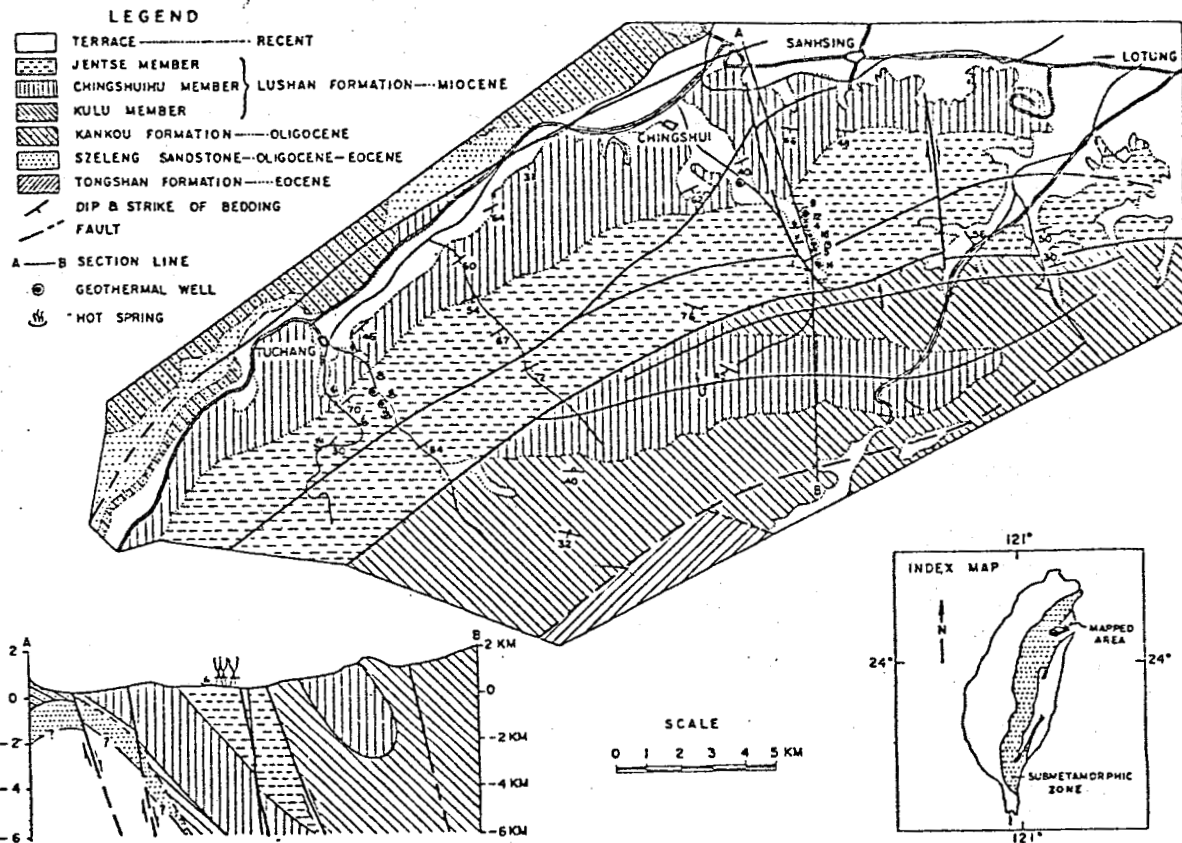 LEGEND
TERRACE RECENT
JENTSE MEMBER
CHINGSHUIHU MEMBER LUSHAN FORMATION MIOCENE
KULU MEMBER
KANKOU FORMATION OLIGOCENE
SZELENG SANDSTONE-OLIGOCENE-EOCENE
TONGSHAN FORMATION EOCENE
DIP & STRIKE OF BEDDING
FAULT
A B SECTION LINE
GEOTHERMAL WELL
HOT SPRING
A
SANHSING
LOTUNG
CHINGSHUI
TUCHANG
B
40
32
A
B
2
0
-2
-4
-6
2 KM
0
-2 KM
-4 KM
-6 KM
? ? ?
SCALE
0 1 2 3 4 5 KM
121°
INDEX MAP
N
MAPPED
AREA
24° 24°
SUBMETAMORPHIC
ZONE
121°